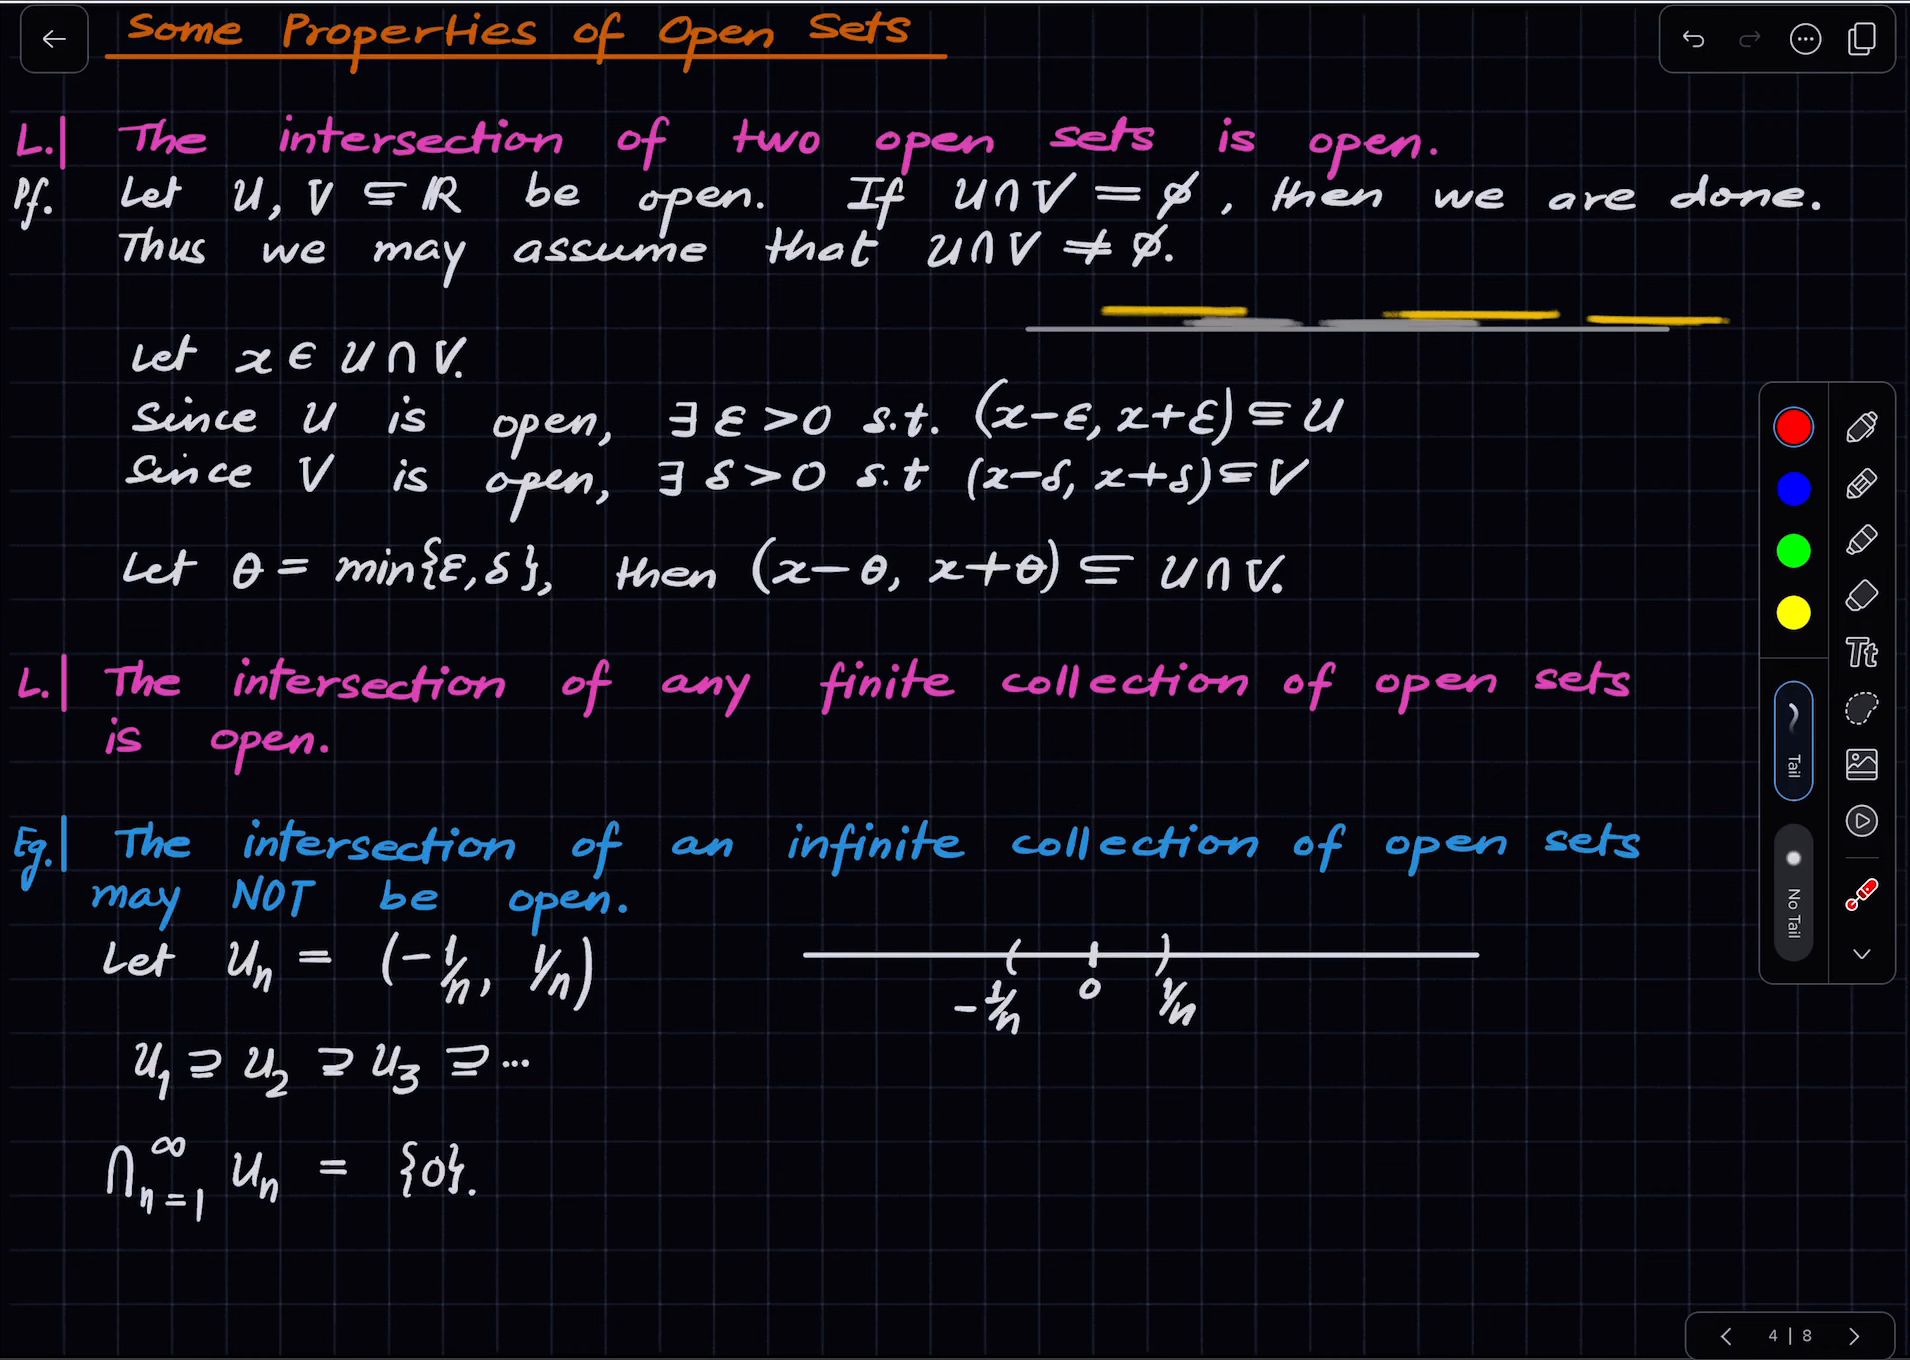 Some Properties of Open Sets
L. The intersection of two open sets is open.
Pf. Let U, V ⊆ ℝ be open. If U∩V = ∅, then we are done.
Thus we may assume that U∩V ≠ ∅.
Let x ∈ U∩V.
Since U is open, ∃ ε>0 s.t. (x-ε, x+ε) ⊆ U
Since V is open, ∃ δ>0 s.t (x-δ, x+δ) ⊆ V
Let θ = min{ε, δ}, then (x-θ, x+θ) ⊆ U∩V.
L. The intersection of any finite collection of open sets
is open.
Eg. The intersection of an infinite collection of open sets
may NOT be open.
Let Uₙ = (-1/n, 1/n)
-1/n 0 1/n
U₁ ⊇ U₂ ⊇ U₃ ⊇ ...
⋂ₙ₌₁^∞ Uₙ = {0}.
Tt
Tail
No Tail
4 | 8